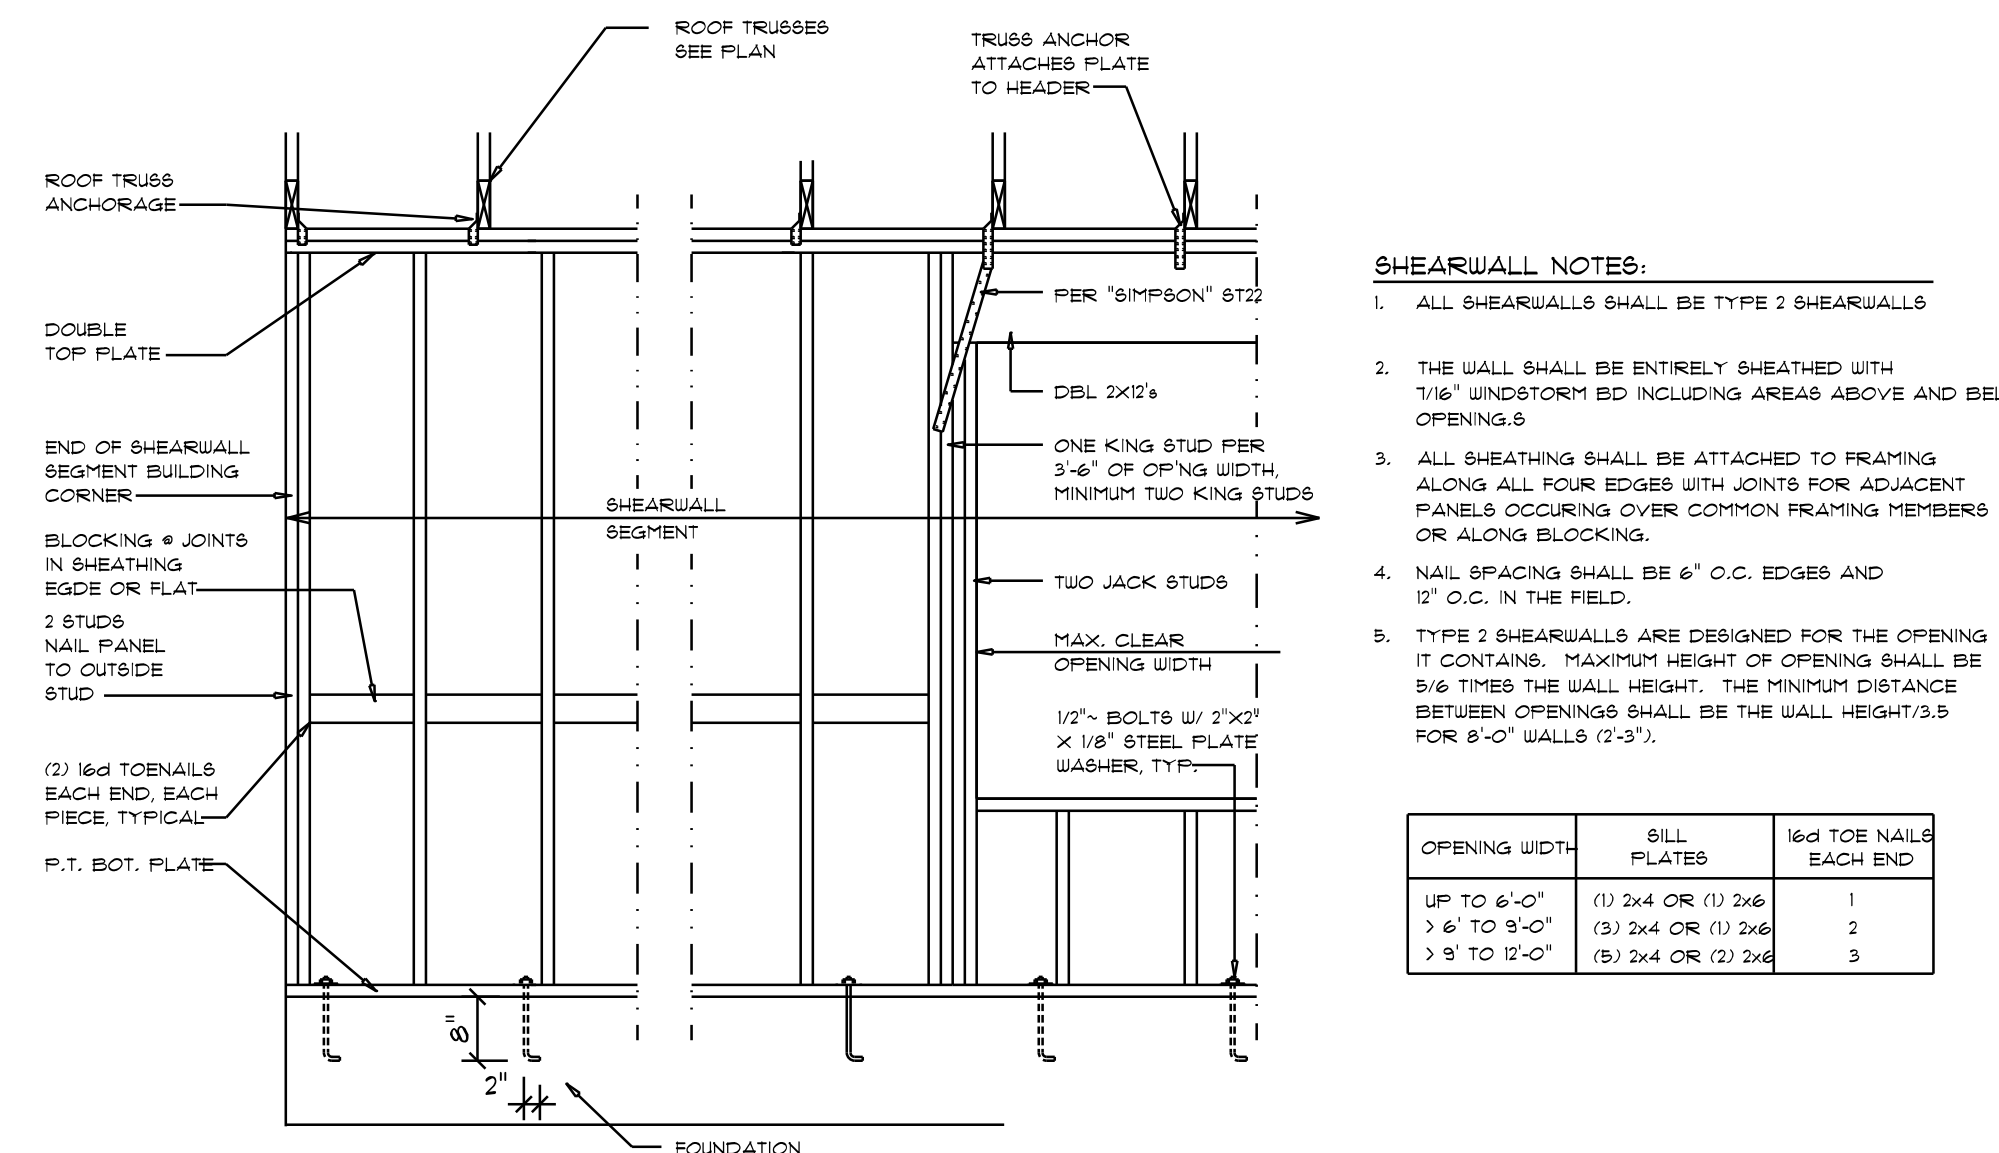 ROOF TRUSSES
SEE PLAN
TRUSS ANCHOR
ATTACHES PLATE
TO HEADER
ROOF TRUSS
ANCHORAGE
DOUBLE
TOP PLATE
END OF SHEARWALL
SEGMENT BUILDING
CORNER
BLOCKING @ JOINTS
IN SHEATHING
EGDE OR FLAT
2 STUDS
NAIL PANEL
TO OUTSIDE
STUD
(2) 16d TOENAILS
EACH END, EACH
PIECE, TYPICAL
P.T. BOT. PLATE
SHEARWALL
SEGMENT
PER "SIMPSON" ST22
DBL 2X12's
ONE KING STUD PER
3'-6" OF OP'NG WIDTH,
MINIMUM TWO KING STUDS
TWO JACK STUDS
MAX. CLEAR
OPENING WIDTH
1/2"~ BOLTS W/ 2"X2"
X 1/8" STEEL PLATE
WASHER, TYP.
8"
2"
FOUNDATION
SHEARWALL NOTES:
1. ALL SHEARWALLS SHALL BE TYPE 2 SHEARWALLS
2. THE WALL SHALL BE ENTIRELY SHEATHED WITH
7/16" WINDSTORM BD INCLUDING AREAS ABOVE AND BEL
OPENING.S
3. ALL SHEATHING SHALL BE ATTACHED TO FRAMING
ALONG ALL FOUR EDGES WITH JOINTS FOR ADJACENT
PANELS OCCURING OVER COMMON FRAMING MEMBERS
OR ALONG BLOCKING.
4. NAIL SPACING SHALL BE 6" O.C. EDGES AND
12" O.C. IN THE FIELD.
5. TYPE 2 SHEARWALLS ARE DESIGNED FOR THE OPENING
IT CONTAINS. MAXIMUM HEIGHT OF OPENING SHALL BE
5/6 TIMES THE WALL HEIGHT. THE MINIMUM DISTANCE
BETWEEN OPENINGS SHALL BE THE WALL HEIGHT/3.5
FOR 8'-0" WALLS (2'-3").
OPENING WIDTH
SILL
PLATES
16d TOE NAILS
EACH END
UP TO 6'-0" (1) 2x4 OR (1) 2x6 1
> 6' TO 9'-0" (3) 2x4 OR (1) 2x6 2
> 9' TO 12'-0" (5) 2x4 OR (2) 2x6 3